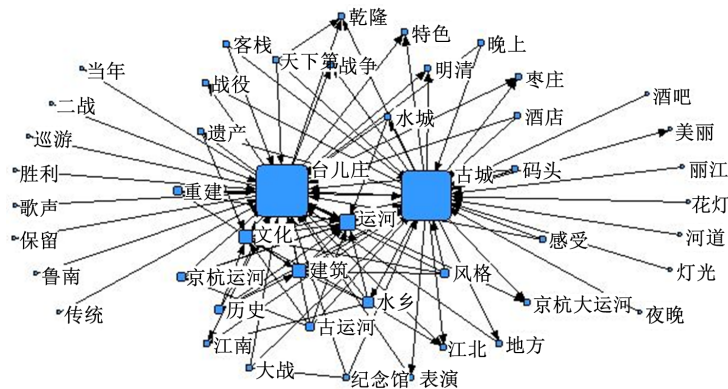 乾隆
客栈
特色
晚上
天下第
战争
明清
当年
战役
枣庄
酒吧
二战
遗产
水城
酒店
美丽
巡游
台儿庄
古城
码头
丽江
胜利
重建
花灯
歌声
运河
文化
感受
河道
保留
建筑
风格
灯光
鲁南
京杭运河
水乡
京杭大运河
夜晚
传统
历史
古运河
江南
江北
地方
大战
纪念馆
表演